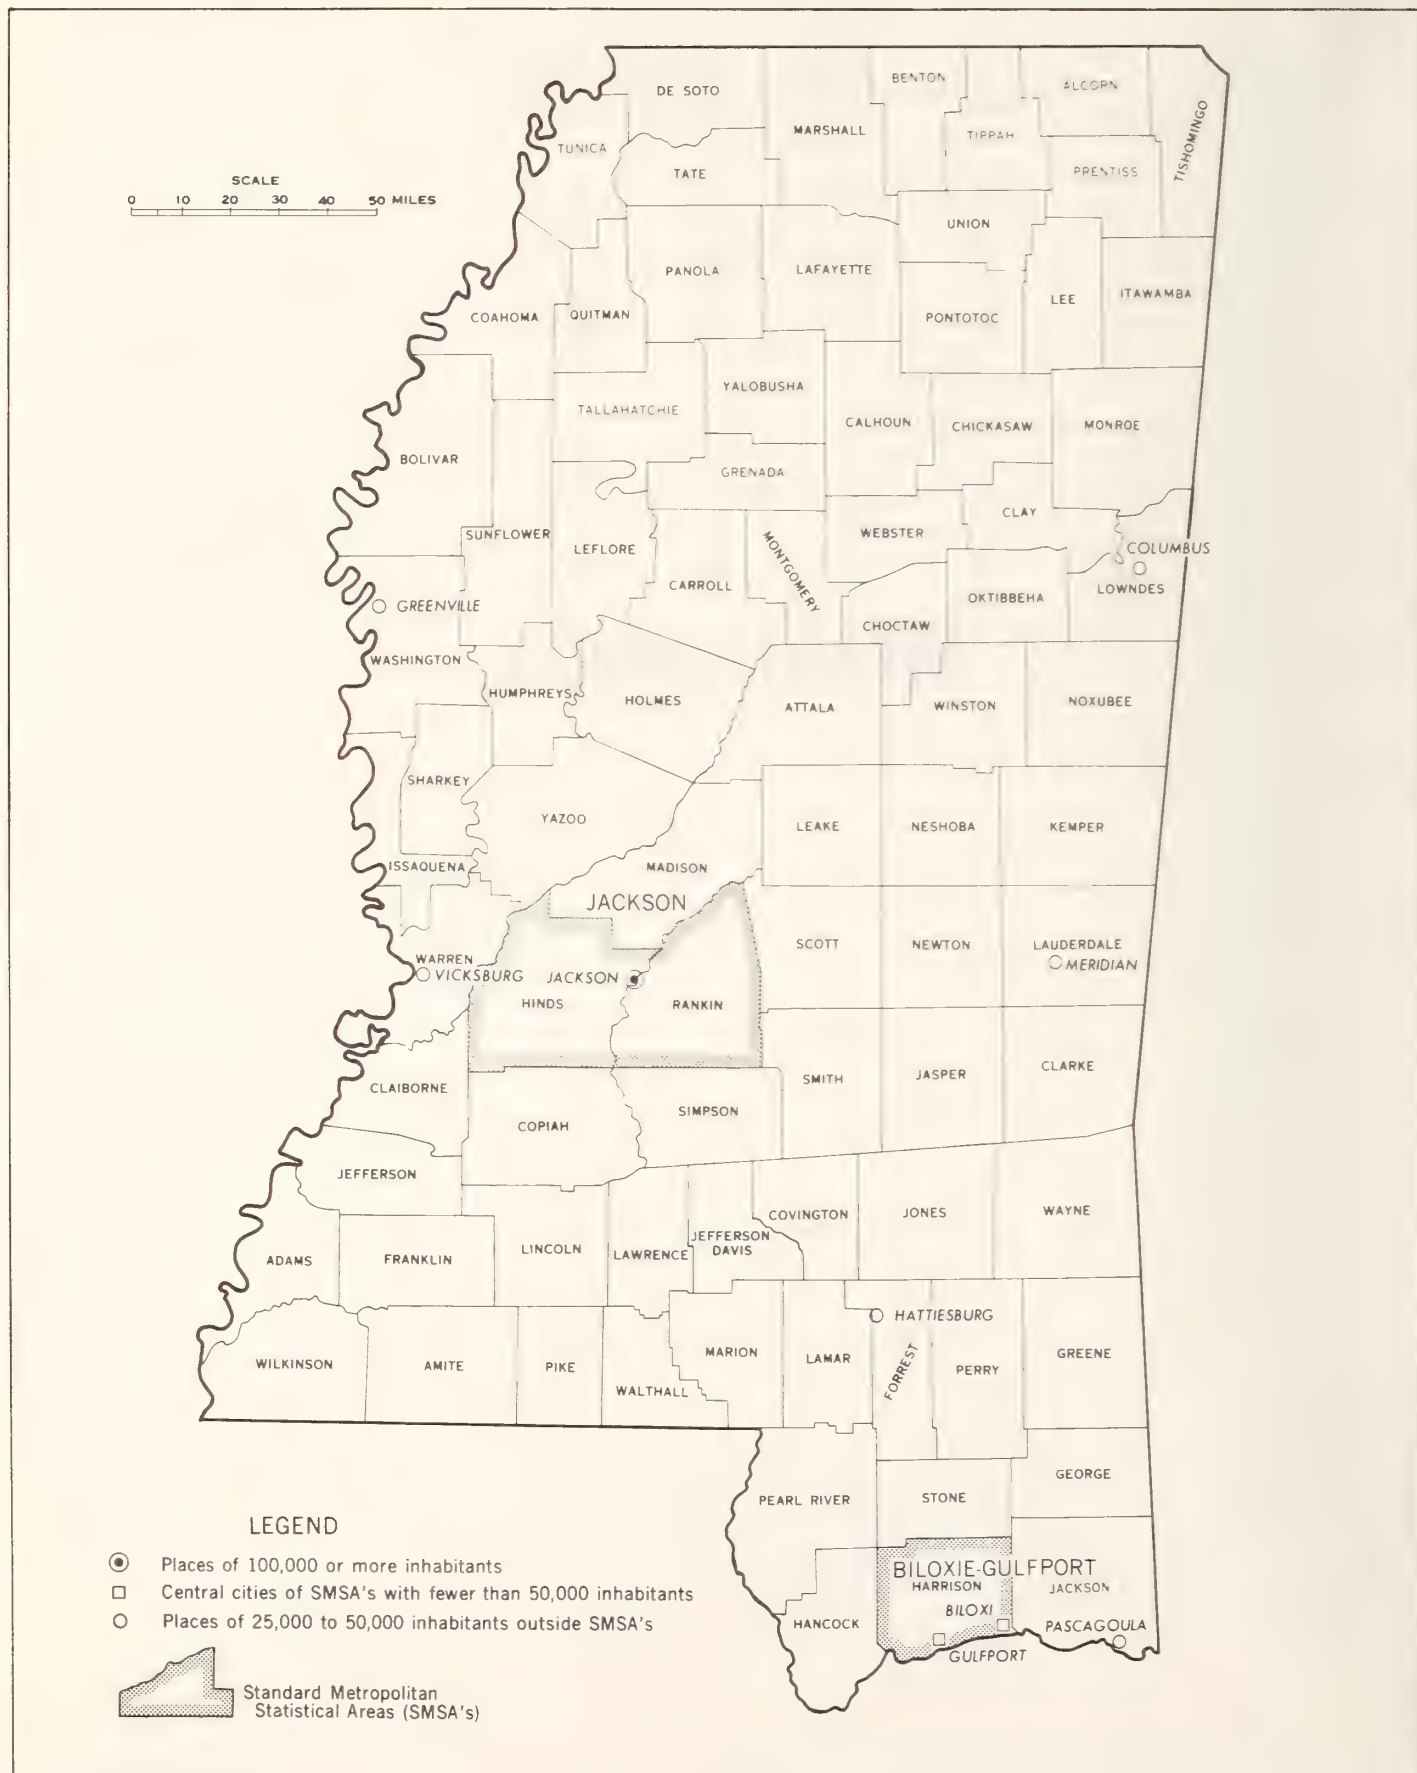 BENTON
DE SOTO
ALCORN
MARSHALL
TIPPAH
TISHOMINGO
TUNICA
TATE
PRENTISS
SCALE
0 10 20 30 40 50 MILES
UNION
PANOLA
LAFAYETTE
LEE
ITAWAMBA
COAHOMA
QUITMAN
PONTOTOC
YALOBUSHA
TALLAHATCHIE
CALHOUN
CHICKASAW
MONROE
BOLIVAR
GRENADA
CLAY
SUNFLOWER
WEBSTER
LEFLORE
MONTGOMERY
COLUMBUS
CARROLL
LOWNDES
OKTIBBEHA
GREENVILLE
CHOCTAW
WASHINGTON
HUMPHREYS
HOLMES
ATTALA
WINSTON
NOXUBEE
SHARKEY
YAZOO
LEAKE
NESHOBA
KEMPER
ISSAQUENA
MADISON
JACKSON
SCOTT
NEWTON
LAUDERDALE
WARREN
MERIDIAN
VICKSBURG
JACKSON
HINDS
RANKIN
CLARKE
SMITH
JASPER
CLAIBORNE
SIMPSON
COPIAH
JEFFERSON
COVINGTON
JONES
WAYNE
JEFFERSON
DAVIS
LINCOLN
LAWRENCE
ADAMS
FRANKLIN
HATTIESBURG
MARION
LAMAR
GREENE
WILKINSON
AMITE
PIKE
FORREST
PERRY
WALTHALL
GEORGE
PEARL RIVER
STONE
LEGEND
Places of 100,000 or more inhabitants
Central cities of SMSA's with fewer than 50,000 inhabitants
Places of 25,000 to 50,000 inhabitants outside SMSA's
Standard Metropolitan
Statistical Areas (SMSA's)
BILOXIE-GULFPORT
HARRISON
JACKSON
BILOXI
HANCOCK
PASCAGOULA
GULFPORT